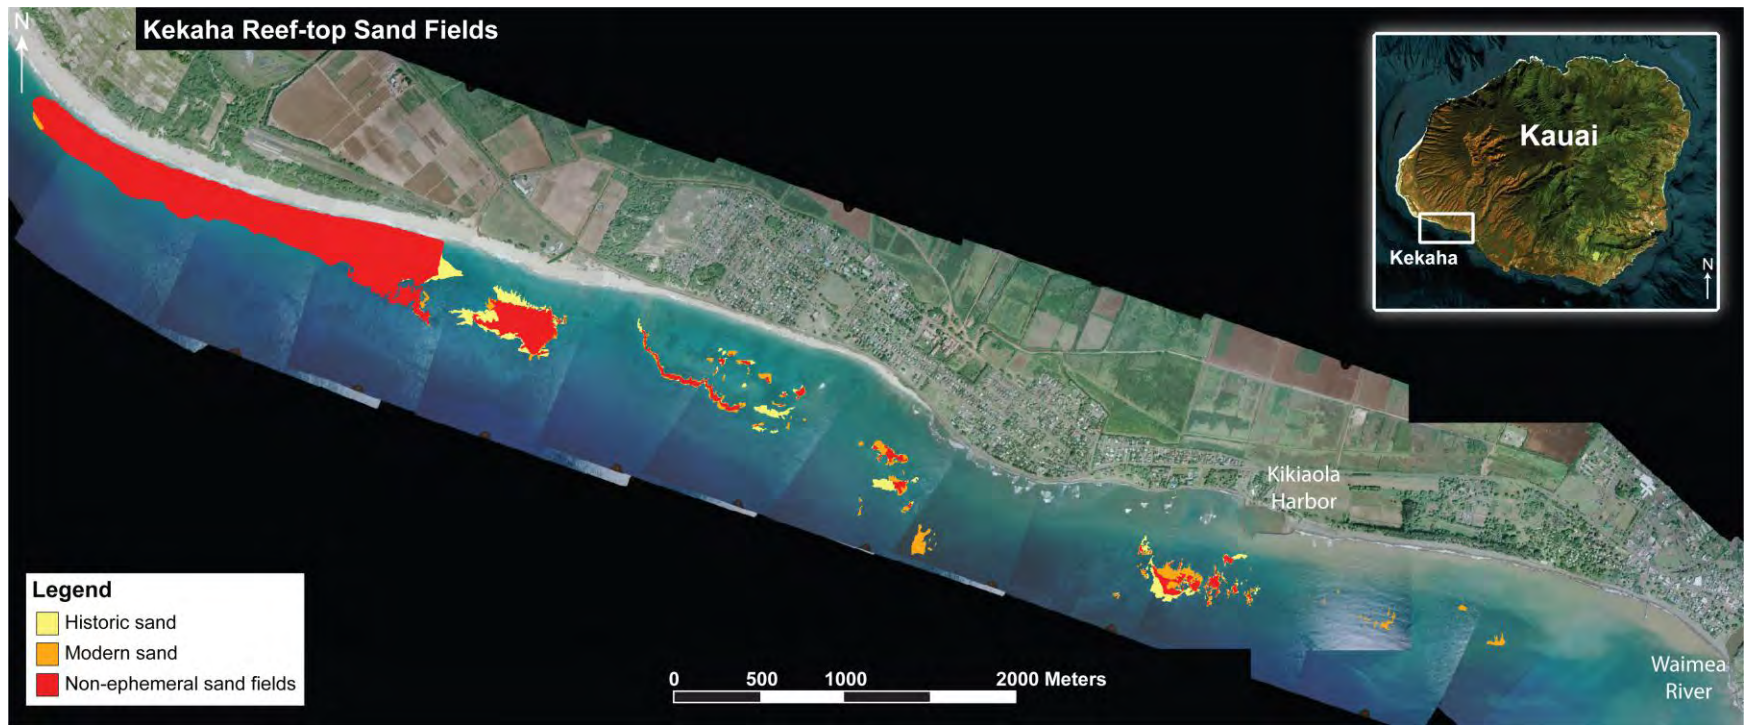 Kekaha Reef-top Sand Fields
N
Kauai
Kekaha
N
Kikiaola
Harbor
Waimea
River
Legend
Historic sand
Modern sand
Non-ephemeral sand fields
0 500 1000 2000 Meters